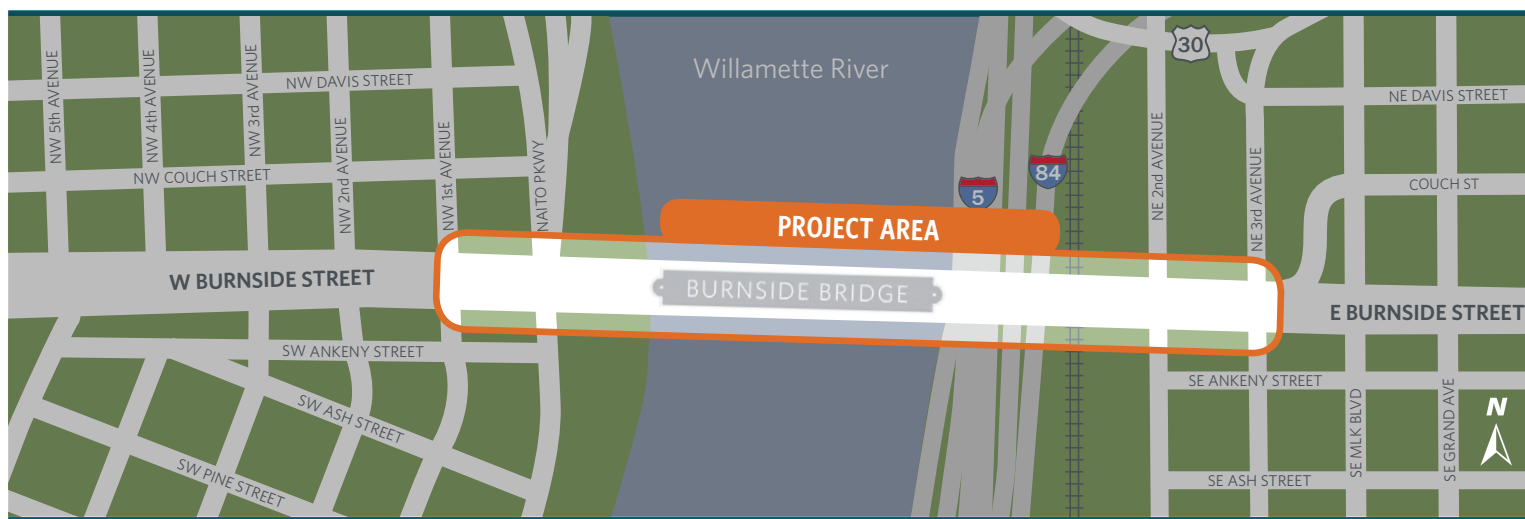 Willamette River
30
NW DAVIS STREET
NE DAVIS STREET
NW 5th AVENUE
NW 4th AVENUE
NW 3rd AVENUE
NW 2nd AVENUE
NW 1st AVENUE
NAITO PKWY
NE 2nd AVENUE
NE 3rd AVENUE
NW COUCH STREET
84
5
COUCH ST
PROJECT AREA
W BURNSIDE STREET
BURNSIDE BRIDGE
E BURNSIDE STREET
SW ANKENY STREET
SE ANKENY STREET
SW ASH STREET
SE MLK BLVD
SE GRAND AVE
N
SW PINE STREET
SE ASH STREET